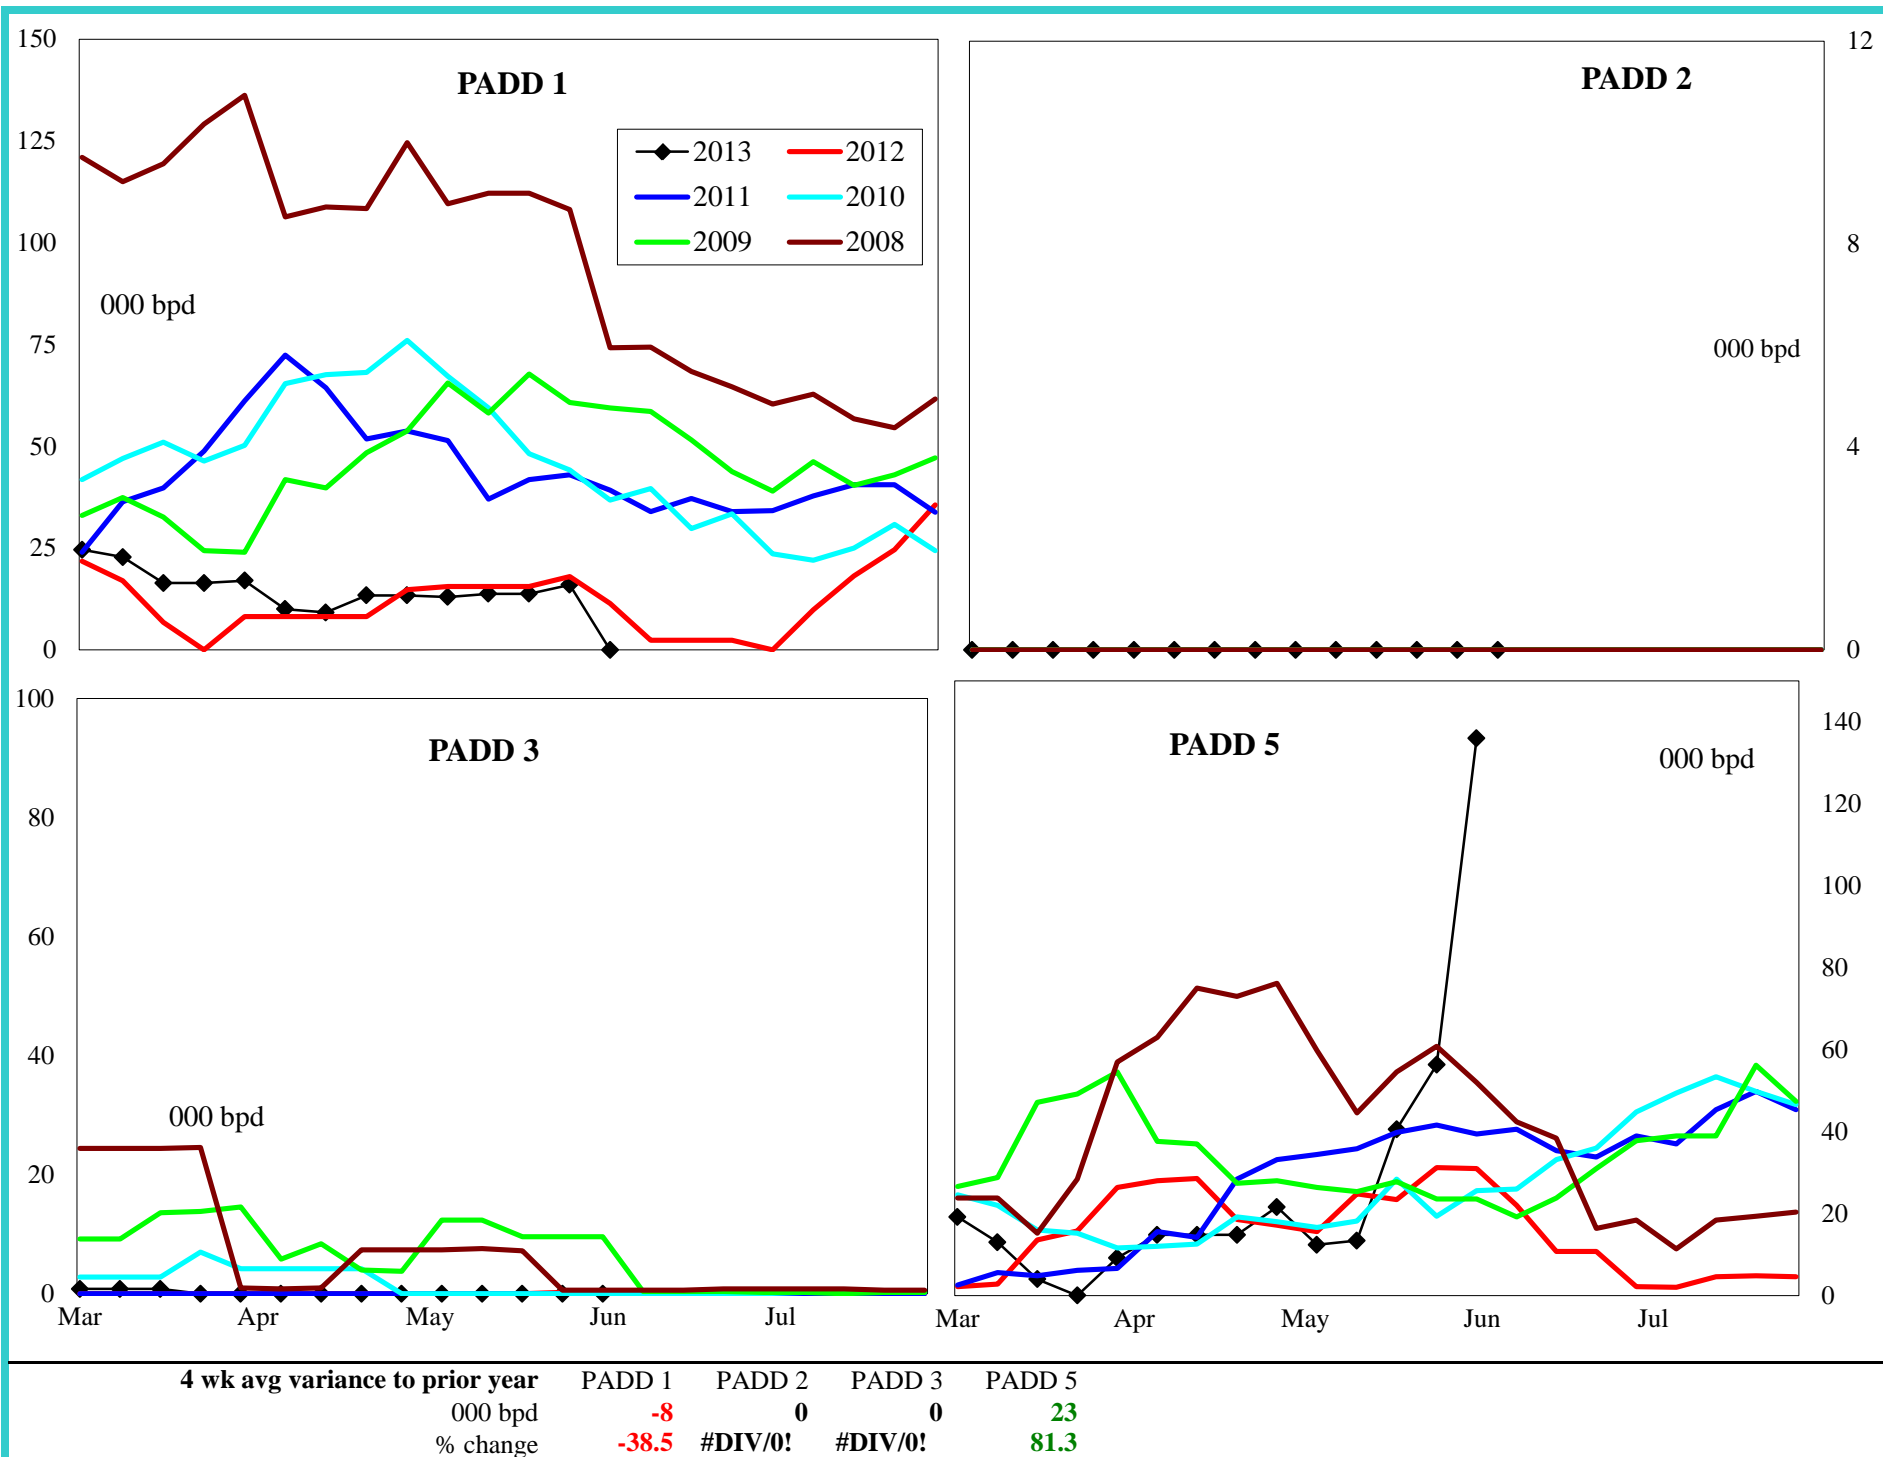 150
125
100
75
50
25
0
PADD 1
000 bpd
2013
2012
2011
2010
2009
2008
PADD 2
000 bpd
12
8
4
0
100
80
60
40
20
0
PADD 3
000 bpd
Mar Apr May Jun Jul
PADD 5
000 bpd
140
120
100
80
60
40
20
0
Mar Apr May Jun Jul
4 wk avg variance to prior year PADD 1 PADD 2 PADD 3 PADD 5
000 bpd -8 0 0 23
% change -38.5 #DIV/0! #DIV/0! 81.3